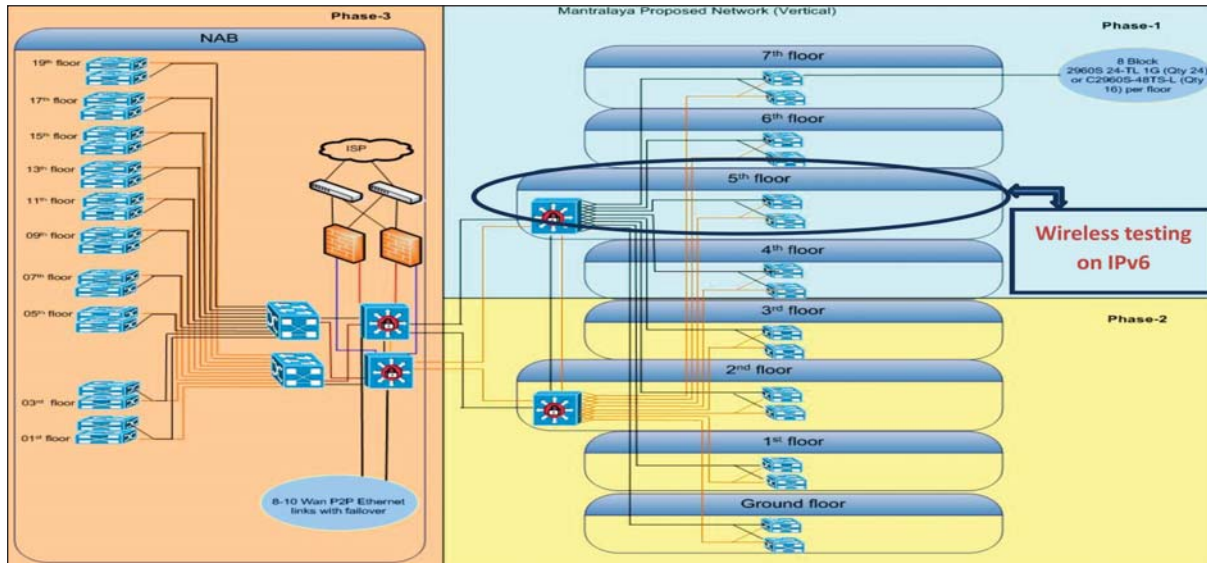 Phase-3
NAB
19th floor
17th floor
15th floor
13th floor
11th floor
09th floor
07th floor
05th floor
03rd floor
01st floor
ISP
8-10 Wan P2P Ethernet
links with failover
Mantralaya Proposed Network (Vertical)
Phase-1
7th floor
8 Block
2960S 24-TL 1G (Qty 24)
or C2960S-48TS-L (Qty
16) per floor
6th floor
5th floor
Wireless testing
on IPv6
4th floor
Phase-2
3rd floor
2nd floor
1st floor
Ground floor